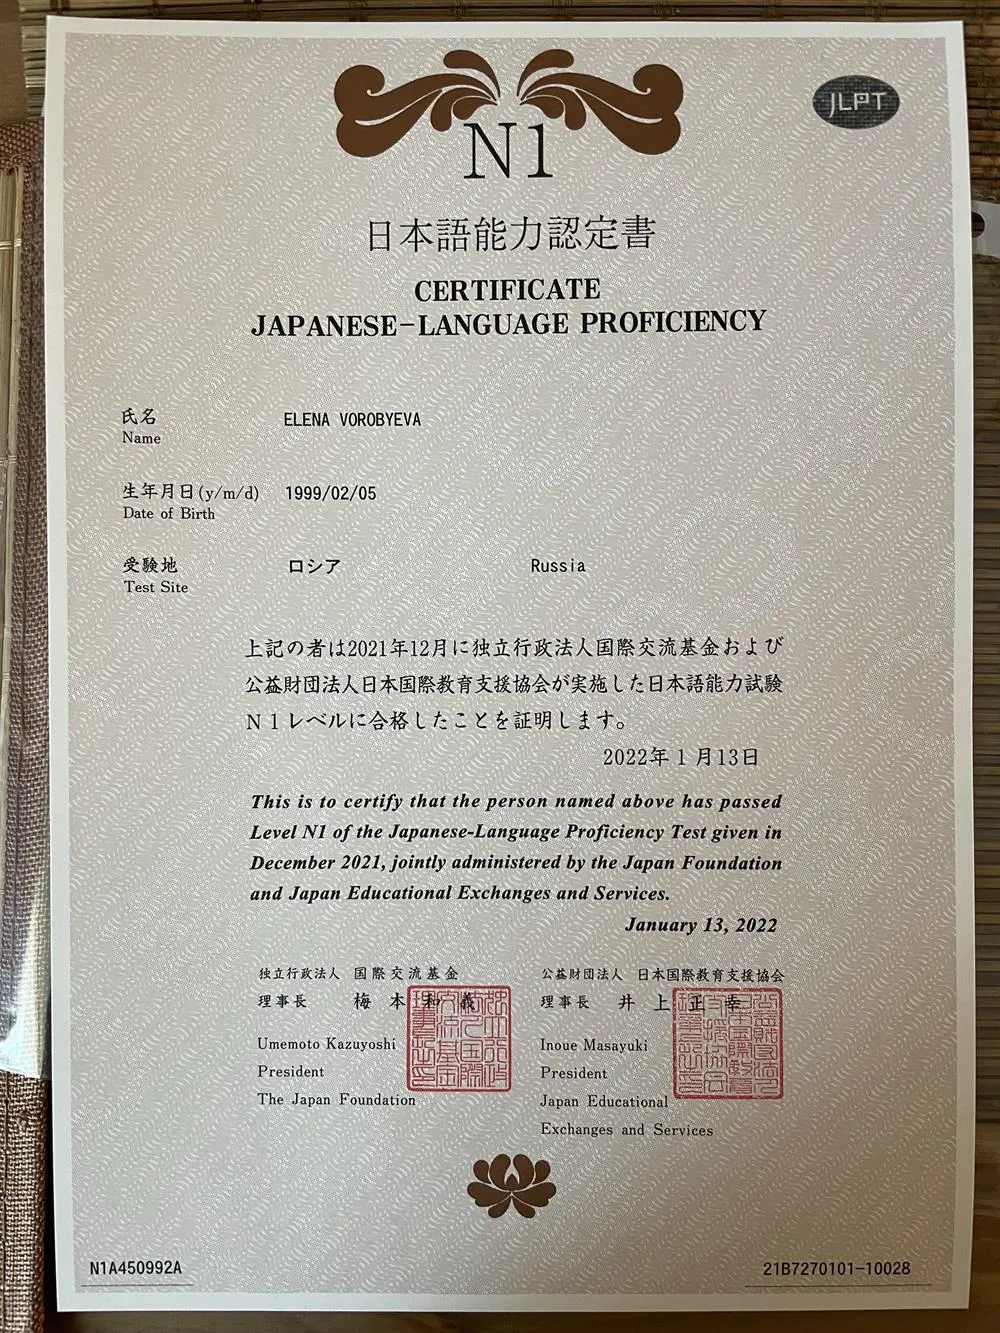 JLPT
N1
日本語能力認定書
CERTIFICATE
JAPANESE-LANGUAGE PROFICIENCY
氏名 ELENA VOROBYEVA
Name
生年月日(y/m/d) 1999/02/05
Date of Birth
受験地 ロシア Russia
Test Site
上記の者は2021年12月に独立行政法人国際交流基金および
公益財団法人日本国際教育支援協会が実施した日本語能力試験
N1レベルに合格したことを証明します。
2022年1月13日
This is to certify that the person named above has passed
Level N1 of the Japanese-Language Proficiency Test given in
December 2021, jointly administered by the Japan Foundation
and Japan Educational Exchanges and Services.
January 13, 2022
独立行政法人 国際交流基金
理事長 梅本和義
Umemoto Kazuyoshi
President
The Japan Foundation
公益財団法人 日本国際教育支援協会
理事長 井上正幸
Inoue Masayuki
President
Japan Educational
Exchanges and Services
N1A450992A
21B7270101-10028